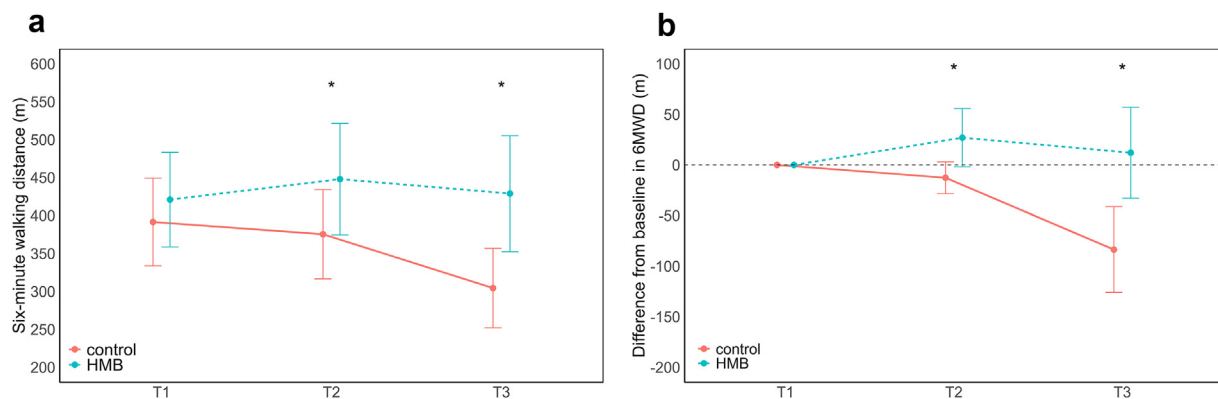 a
Six-minute walking distance (m)
600
550
500
450
400
350
300
250
200
*
*
control
HMB
T1
T2
T3
b
Difference from baseline in 6MWD (m)
100
50
0
-50
-100
-150
-200
*
*
control
HMB
T1
T2
T3